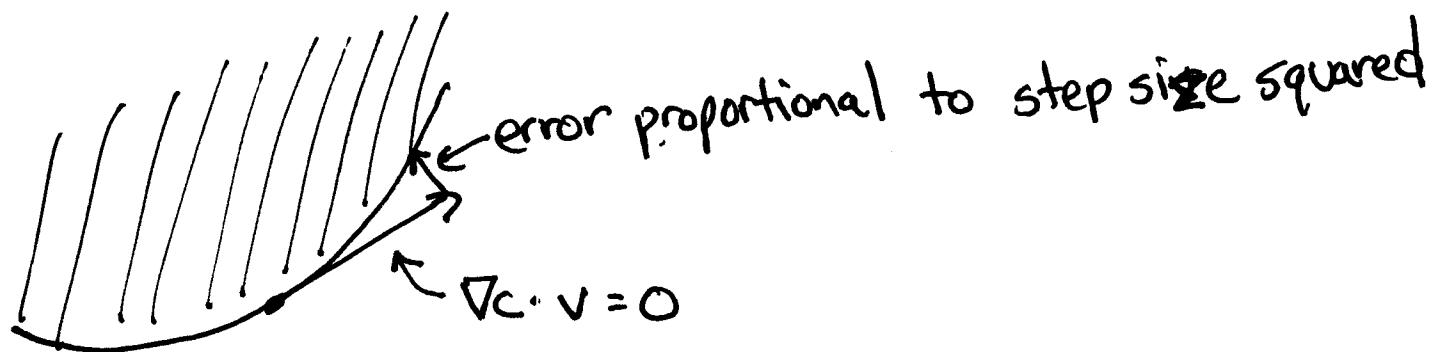 error proportional to step size squared
∇c · v = 0